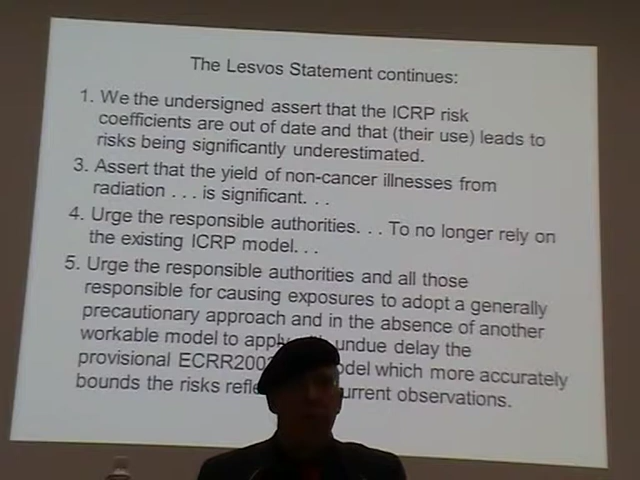 The Lesvos Statement continues:
1. We the undersigned assert that the ICRP risk
coefficients are out of date and that (their use) leads to
risks being significantly underestimated.
3. Assert that the yield of non-cancer illnesses from
radiation . . . is significant. . .
4. Urge the responsible authorities. . . To no longer rely on
the existing ICRP model. . .
5. Urge the responsible authorities and all those
responsible for causing exposures to adopt a generally
precautionary approach and in the absence of another
workable model to apply undue delay the
provisional which more accurately
bounds the risks current observations.